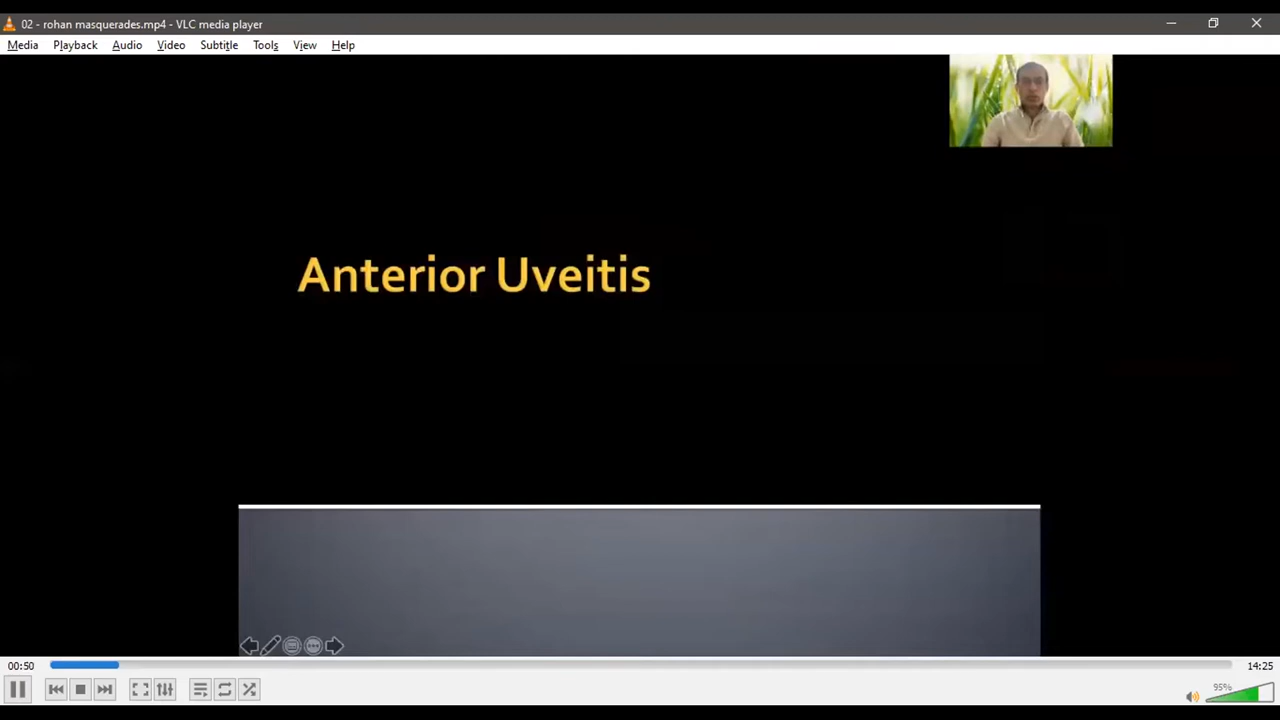 02 - rohan masquerades.mp4 - VLC media player
Media Playback Audio Video Subtitle Tools View Help
Anterior Uveitis
00:50
14:25
95%